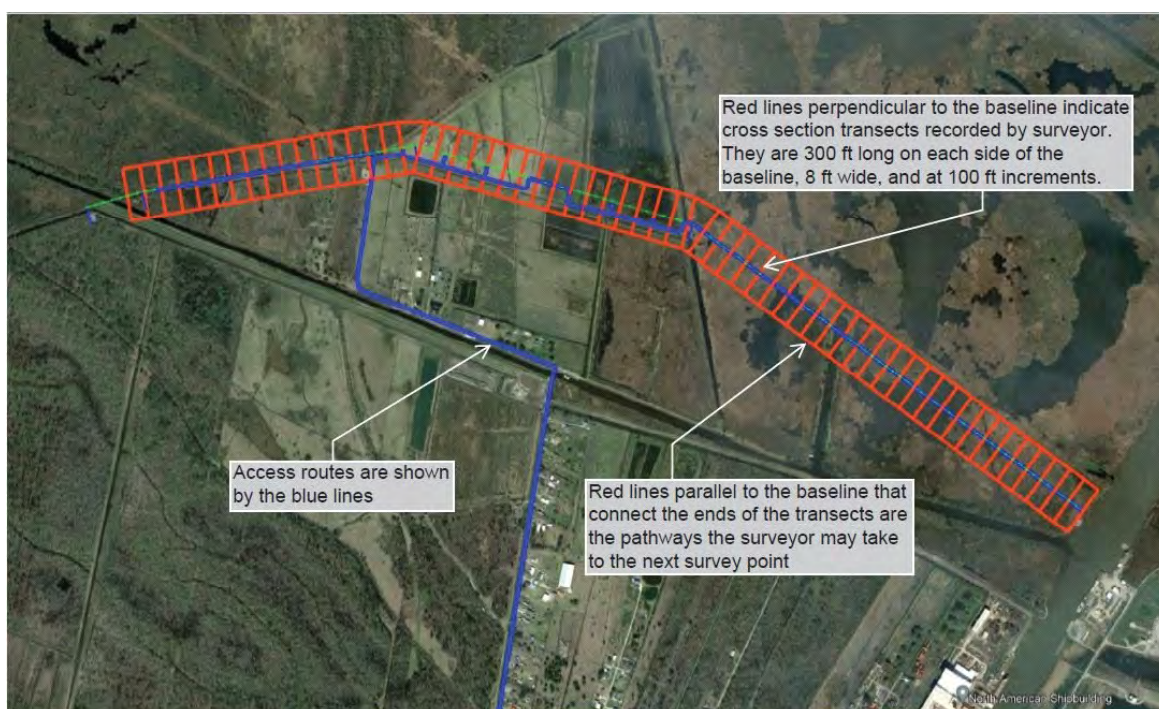 Red lines perpendicular to the baseline indicate
cross section transects recorded by surveyor.
They are 300 ft long on each side of the
baseline, 8 ft wide, and at 100 ft increments.
Access routes are shown
by the blue lines
Red lines parallel to the baseline that
connect the ends of the transects are
the pathways the surveyor may take
to the next survey point
North American Shipbuilding